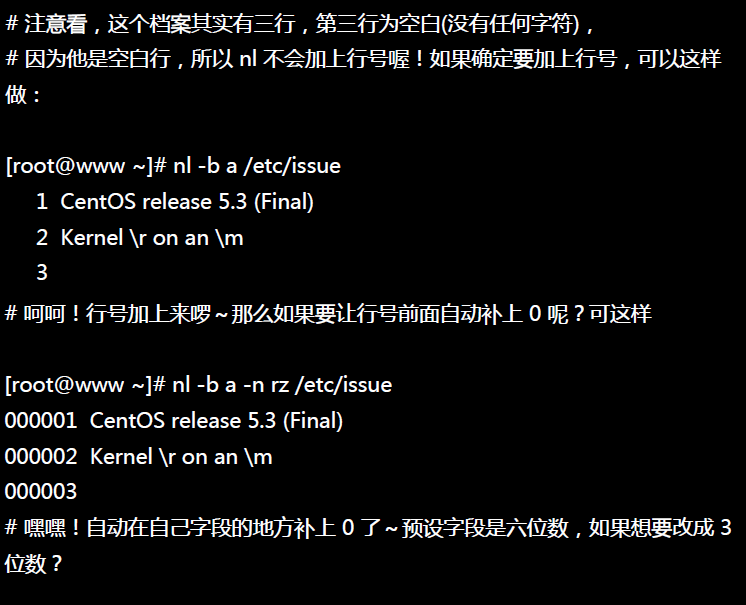 # 注意看，这个档案其实有三行，第三行为空白(没有任何字符)，
# 因为他是空白行，所以 nl 不会加上行号喔！如果确定要加上行号，可以这样
做：
[root@www ~]# nl -b a /etc/issue
1 CentOS release 5.3 (Final)
2 Kernel \r on an \m
3
# 呵呵！行号加上来啰～那么如果要让行号前面自动补上 0 呢？可这样
[root@www ~]# nl -b a -n rz /etc/issue
000001 CentOS release 5.3 (Final)
000002 Kernel \r on an \m
000003
# 嘿嘿！自动在自己字段的地方补上 0 了～预设字段是六位数，如果想要改成 3
位数？